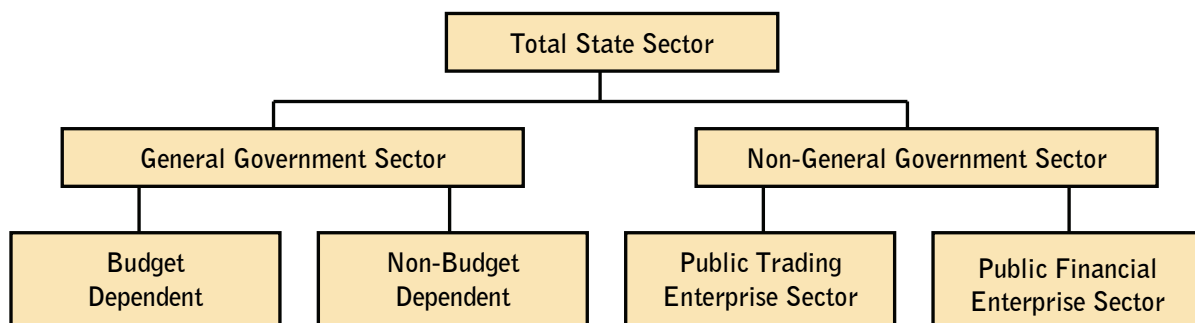 Total State Sector
General Government Sector
Non-General Government Sector
Budget
Dependent
Non-Budget
Dependent
Public Trading
Enterprise Sector
Public Financial
Enterprise Sector